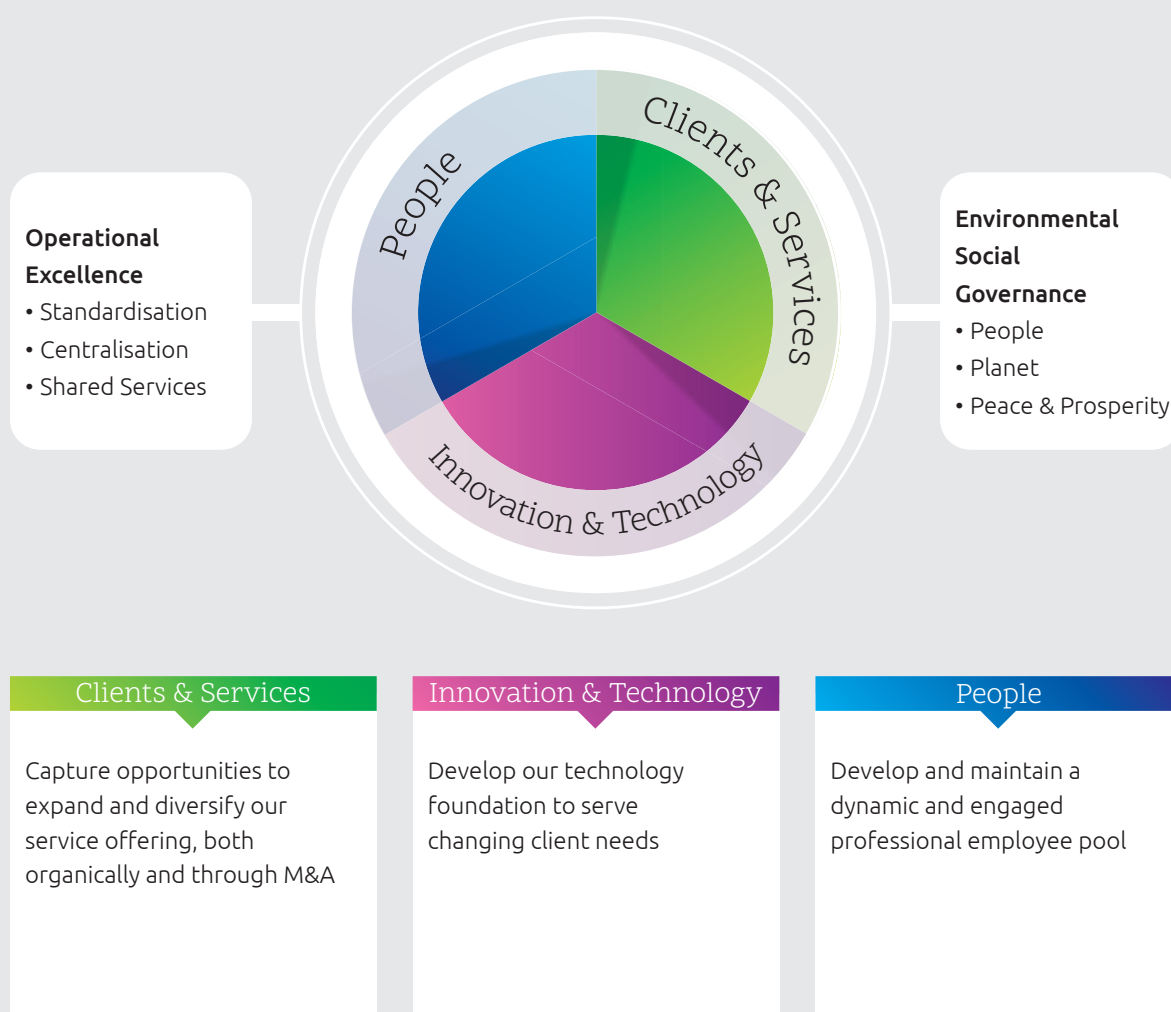 People
Clients & Services
Innovation & Technology
Operational
Excellence
• Standardisation
• Centralisation
• Shared Services
Environmental
Social
Governance
• People
• Planet
• Peace & Prosperity
Clients & Services
Capture opportunities to
expand and diversify our
service offering, both
organically and through M&A
Innovation & Technology
Develop our technology
foundation to serve
changing client needs
People
Develop and maintain a
dynamic and engaged
professional employee pool